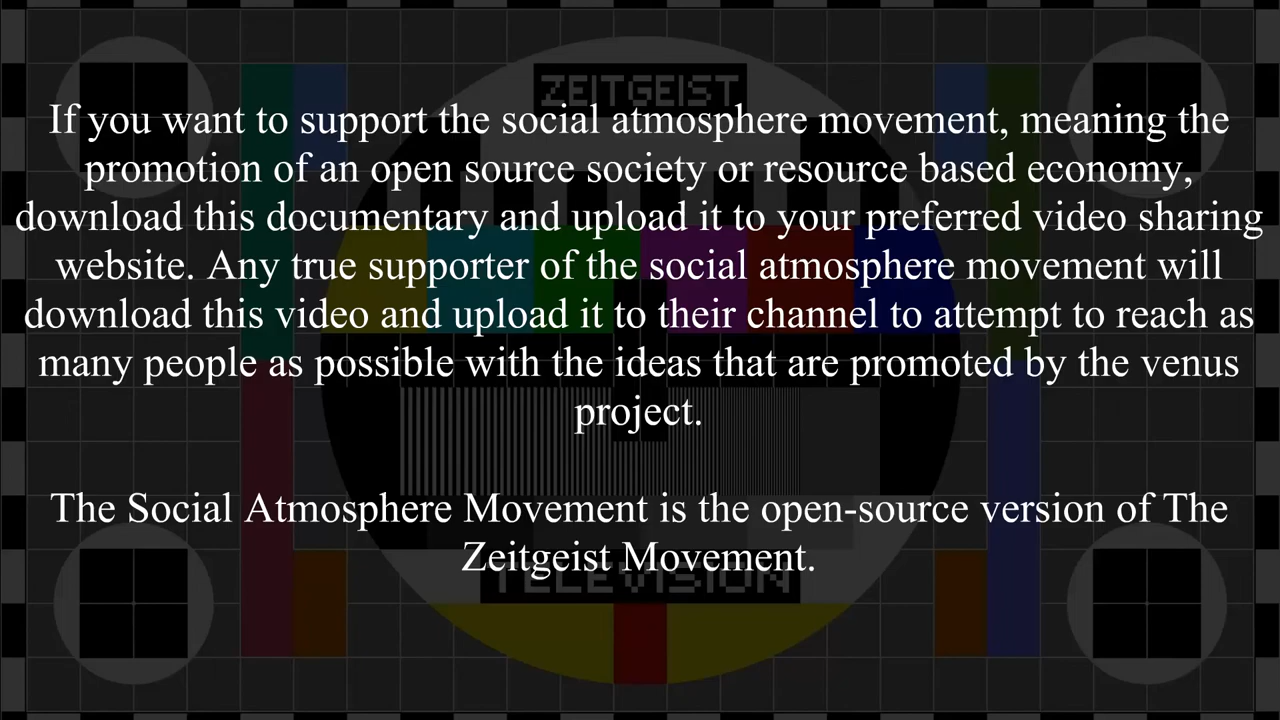 ZEITGEIST
If you want to support the social atmosphere movement, meaning the
promotion of an open source society or resource based economy,
download this documentary and upload it to your preferred video sharing
website. Any true supporter of the social atmosphere movement will
download this video and upload it to their channel to attempt to reach as
many people as possible with the ideas that are promoted by the venus
project.
The Social Atmosphere Movement is the open-source version of The
Zeitgeist Movement.
TELEVISION